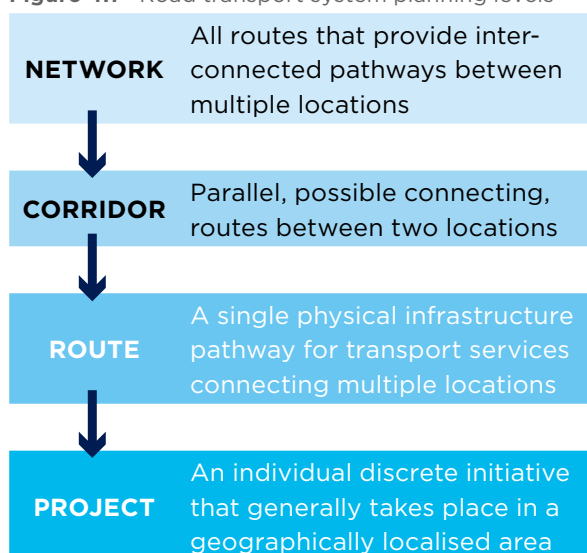 Road transport system planning levels
NETWORK
All routes that provide inter-
connected pathways between
multiple locations
CORRIDOR
Parallel, possible connecting,
routes between two locations
ROUTE
A single physical infrastructure
pathway for transport services
connecting multiple locations
PROJECT
An individual discrete initiative
that generally takes place in a
geographically localised area